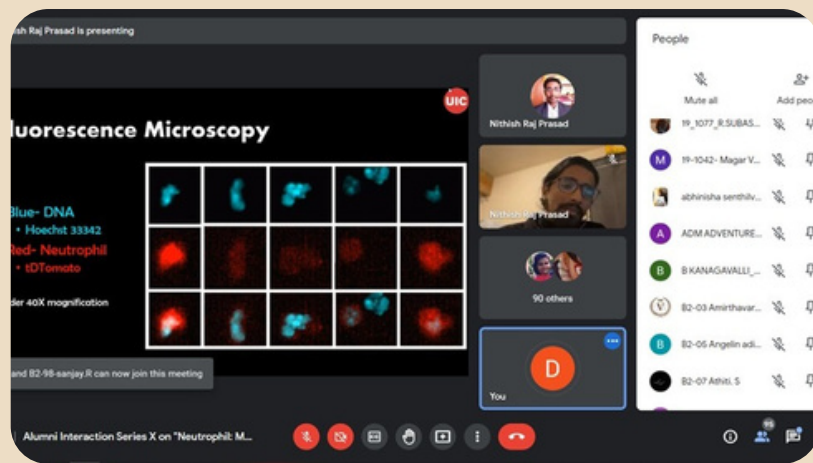 sh Raj Prasad is presenting
UIC
luorescence Microscopy
Blue- DNA
• Hoechst 33342
Red- Neutrophil
• tDTomato
der 40X magnification
and B2-98-sanjay.R can now join this meeting
Nithish Raj Prasad
Nithish Raj Prasad
90 others
D
You
People
Mute all
Add peop
19_1077_R.SUBAS...
M
19-1042- Magar V...
abhinisha senthilv...
A
ADM ADVENTURE...
B
B KANAGAVALLI_...
V
B2-03 Amirthavar...
B
B2-05 Angelin adi...
B2-07 Athiti. S
Alumni Interaction Series X on "Neutrophil: M...
95